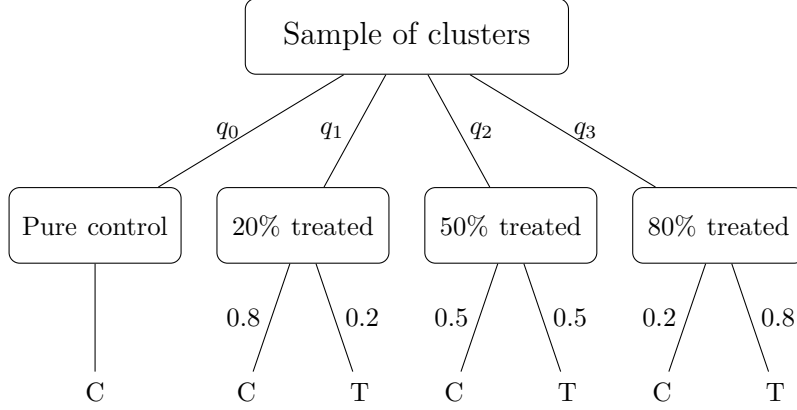 Sample of clusters
q₀ q₁ q₂ q₃
Pure control 20% treated 50% treated 80% treated
0.8 0.2 0.5 0.5 0.2 0.8
C C T C T C T